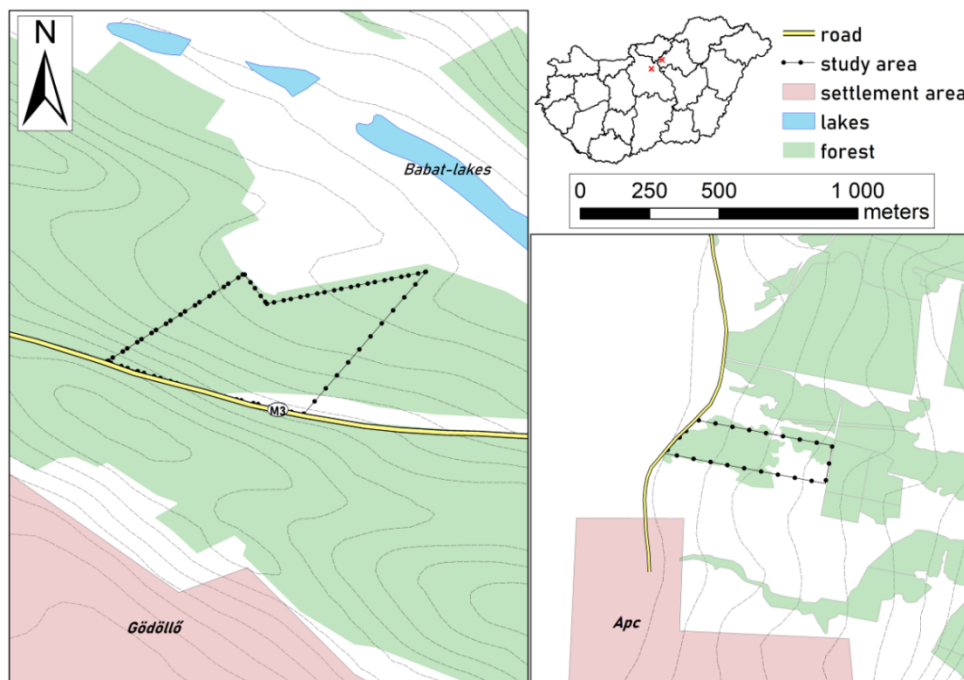 N
Babat-lakes
M3
Gödöllő
road
study area
settlement area
lakes
forest
0 250 500 1 000
meters
Apc